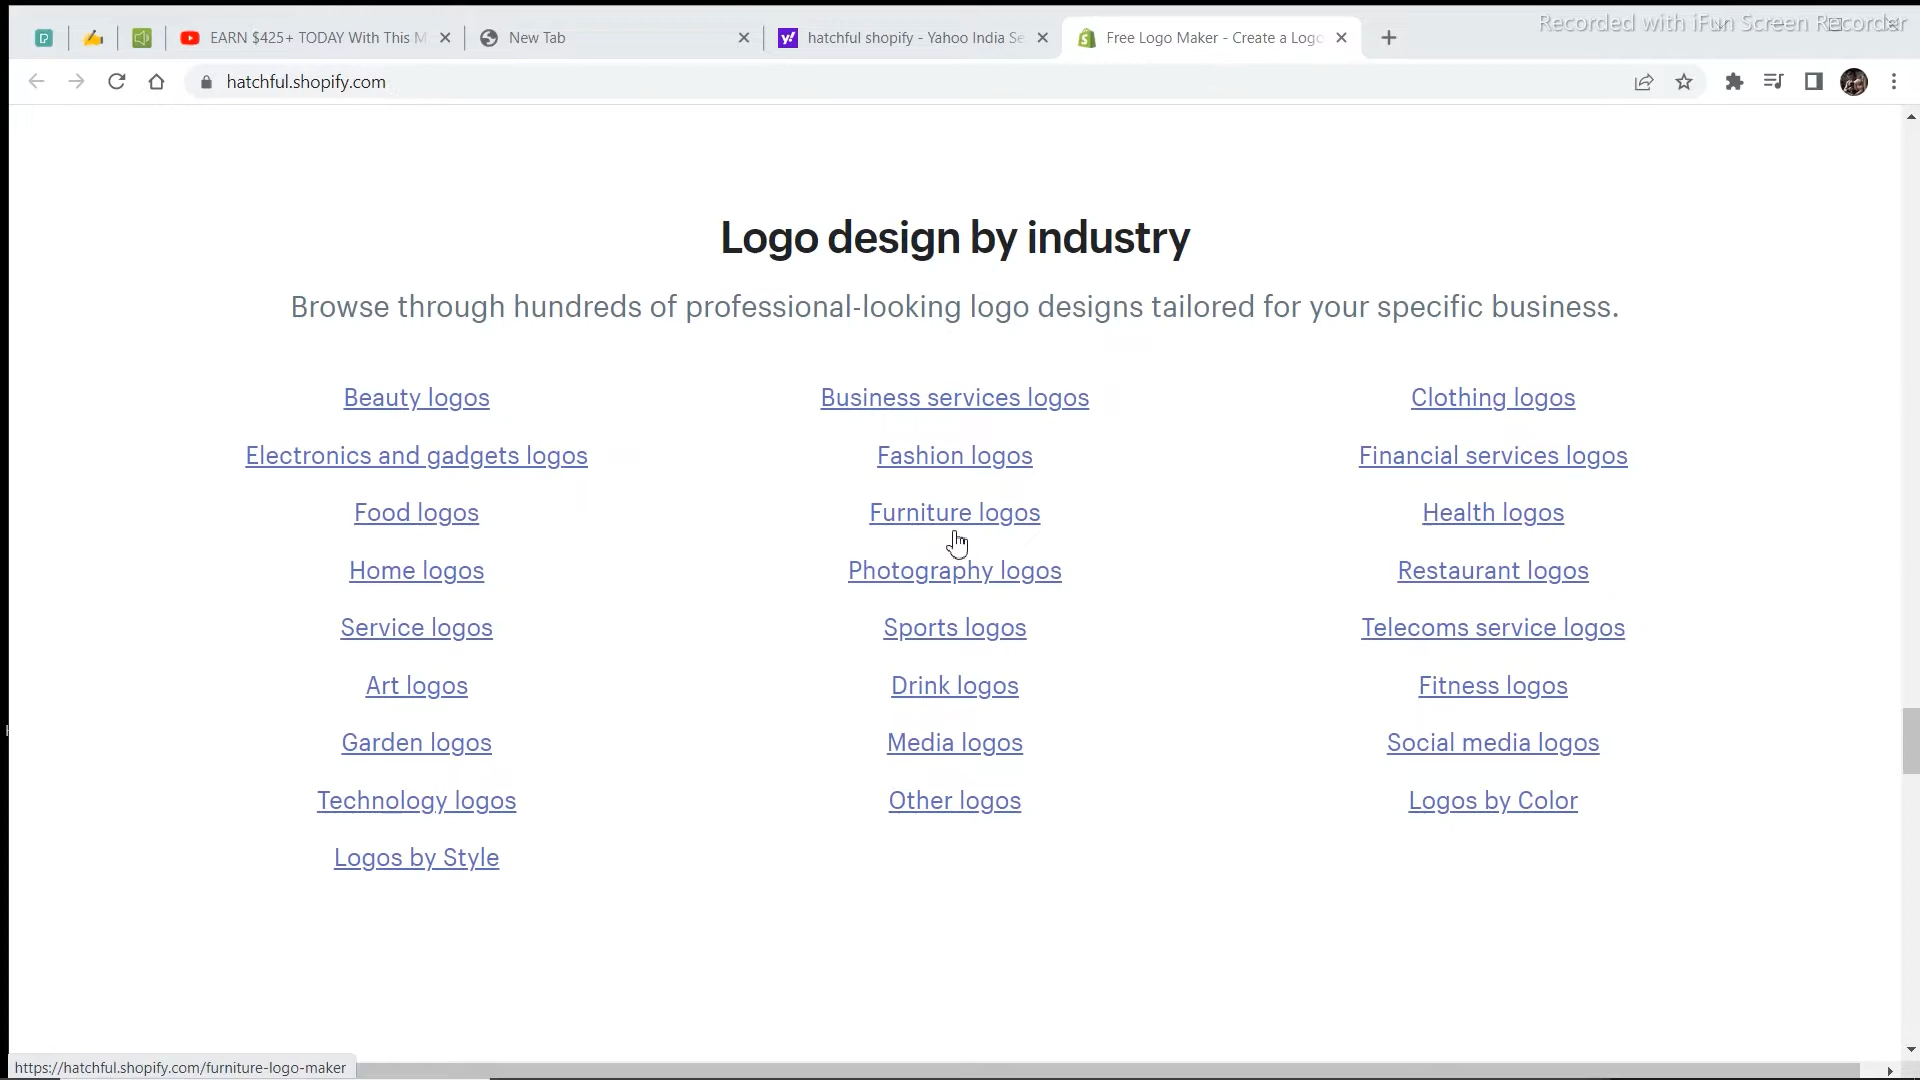 EARN $425+ TODAY With This M
New Tab
hatchful shopify - Yahoo India Se
Free Logo Maker - Create a Logo
Recorded with iFun Screen Recorder
hatchful.shopify.com
Logo design by industry
Browse through hundreds of professional-looking logo designs tailored for your specific business.
Beauty logos
Business services logos
Clothing logos
Electronics and gadgets logos
Fashion logos
Financial services logos
Food logos
Furniture logos
Health logos
Home logos
Photography logos
Restaurant logos
Service logos
Sports logos
Telecoms service logos
Art logos
Drink logos
Fitness logos
Garden logos
Media logos
Social media logos
Technology logos
Other logos
Logos by Color
Logos by Style
https://hatchful.shopify.com/furniture-logo-maker